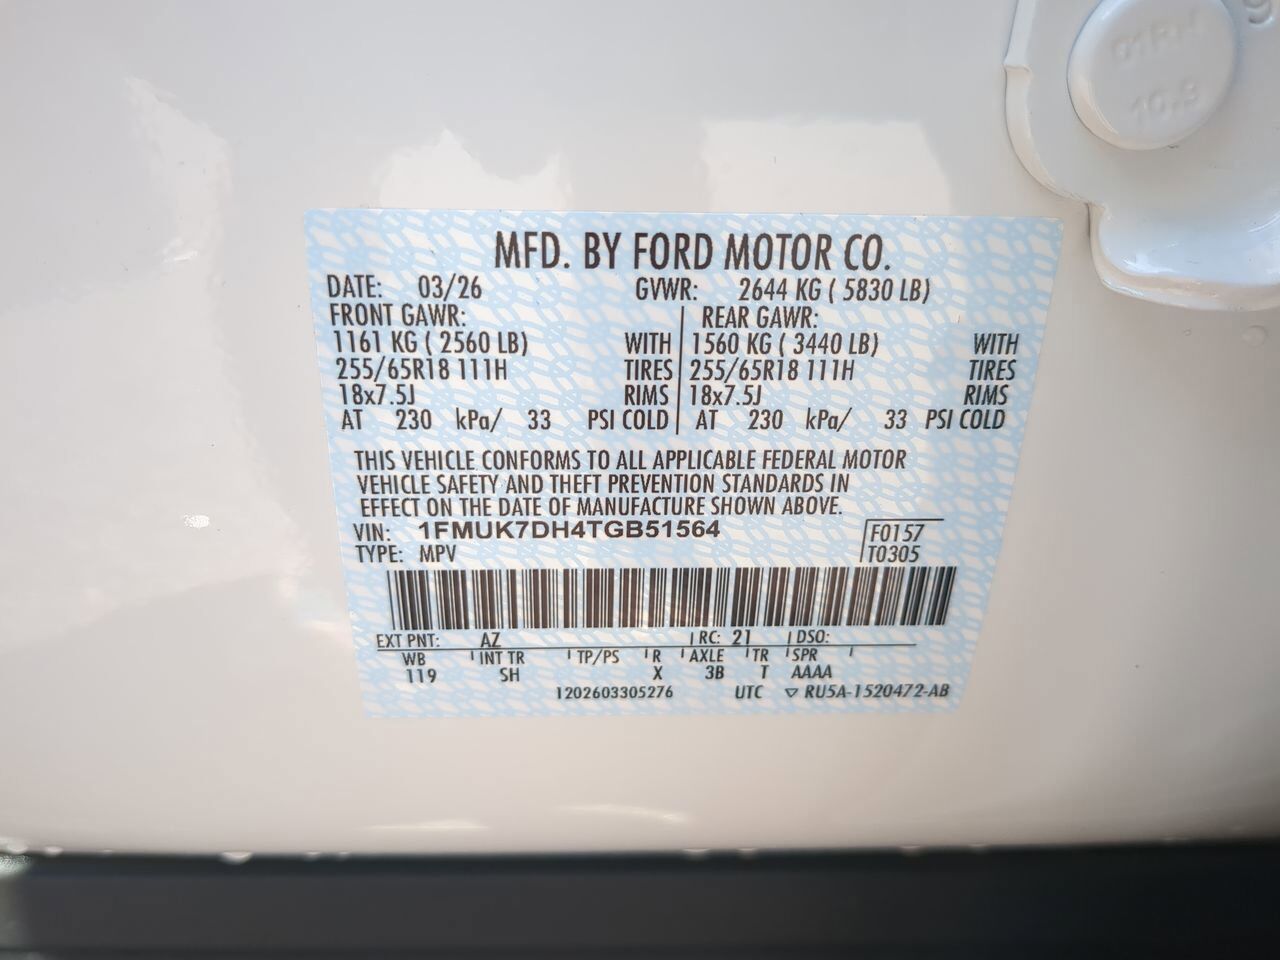 01R-J
10.9
9
MFD. BY FORD MOTOR CO.
DATE: 03/26 GVWR: 2644 KG ( 5830 LB)
FRONT GAWR: REAR GAWR:
1161 KG ( 2560 LB) WITH 1560 KG ( 3440 LB) WITH
255/65R18 111H TIRES 255/65R18 111H TIRES
18x7.5J RIMS 18x7.5J RIMS
AT 230 kPa/ 33 PSI COLD AT 230 kPa/ 33 PSI COLD
THIS VEHICLE CONFORMS TO ALL APPLICABLE FEDERAL MOTOR
VEHICLE SAFETY AND THEFT PREVENTION STANDARDS IN
EFFECT ON THE DATE OF MANUFACTURE SHOWN ABOVE.
VIN: 1FMUK7DH4TGB51564 F0157
TYPE: MPV T0305
EXT PNT: AZ RC: 21 DSO:
WB INT TR TP/PS R AXLE TR SPR
119 SH X 3B T AAAA
1202603305276 UTC ▽ RU5A-1520472-AB